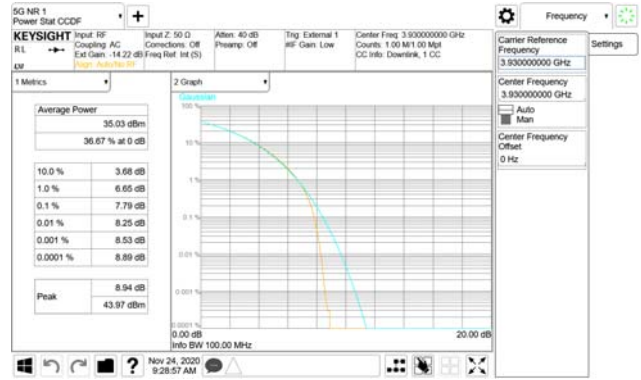 5G NR 1
Power Stat CCDF
KEYSIGHT
RL
Input: RF
Coupling: AC
Ext Gain: -14.22 dB
Align: Auto/No RF
Input Z: 50 Ω
Corrections: Off
Freq Ref: Int (S)
Atten: 40 dB
Preamp: Off
Trig: External 1
#IF Gain: Low
Center Freq: 3.930000000 GHz
Counts: 1.00 M/1.00 Mpt
CC Info: Downlink, 1 CC
1 Metrics
Average Power
35.03 dBm
36.67 % at 0 dB
10.0 % 3.68 dB
1.0 % 6.65 dB
0.1 % 7.79 dB
0.01 % 8.25 dB
0.001 % 8.53 dB
0.0001 % 8.89 dB
Peak
8.94 dB
43.97 dBm
2 Graph
Gaussian
100 %
10 %
1 %
0.1 %
0.01 %
0.001 %
0.0001 %
0.00 dB
20.00 dB
Info BW 100.00 MHz
Frequency
Settings
Carrier Reference
Frequency
3.930000000 GHz
Center Frequency
3.930000000 GHz
Auto
Man
Center Frequency
Offset
0 Hz
?
Nov 24, 2020
9:28:57 AM